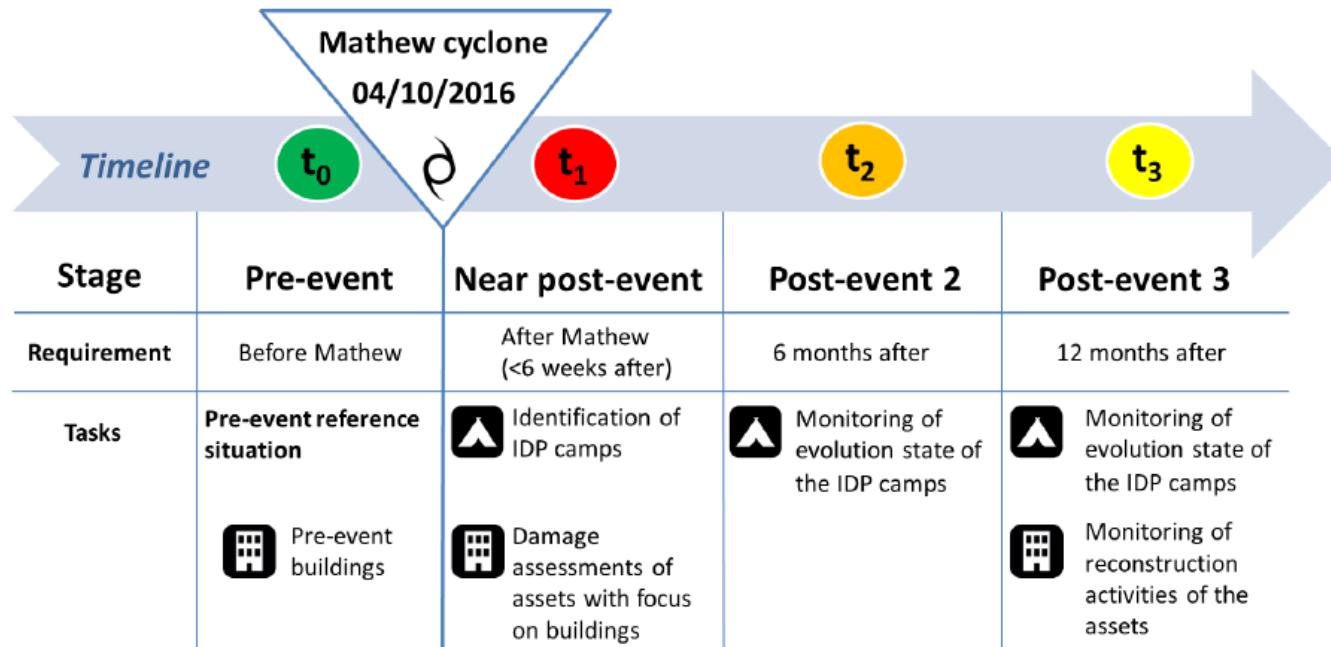 Mathew cyclone
04/10/2016
Timeline
t0
t1
t2
t3
Stage
Pre-event
Near post-event
Post-event 2
Post-event 3
Requirement
Before Mathew
After Mathew
(<6 weeks after)
6 months after
12 months after
Tasks
Pre-event reference
situation
Pre-event
buildings
Identification of
IDP camps
Damage
assessments of
assets with focus
on buildings
Monitoring of
evolution state of
the IDP camps
Monitoring of
evolution state of
the IDP camps
Monitoring of
reconstruction
activities of the
assets